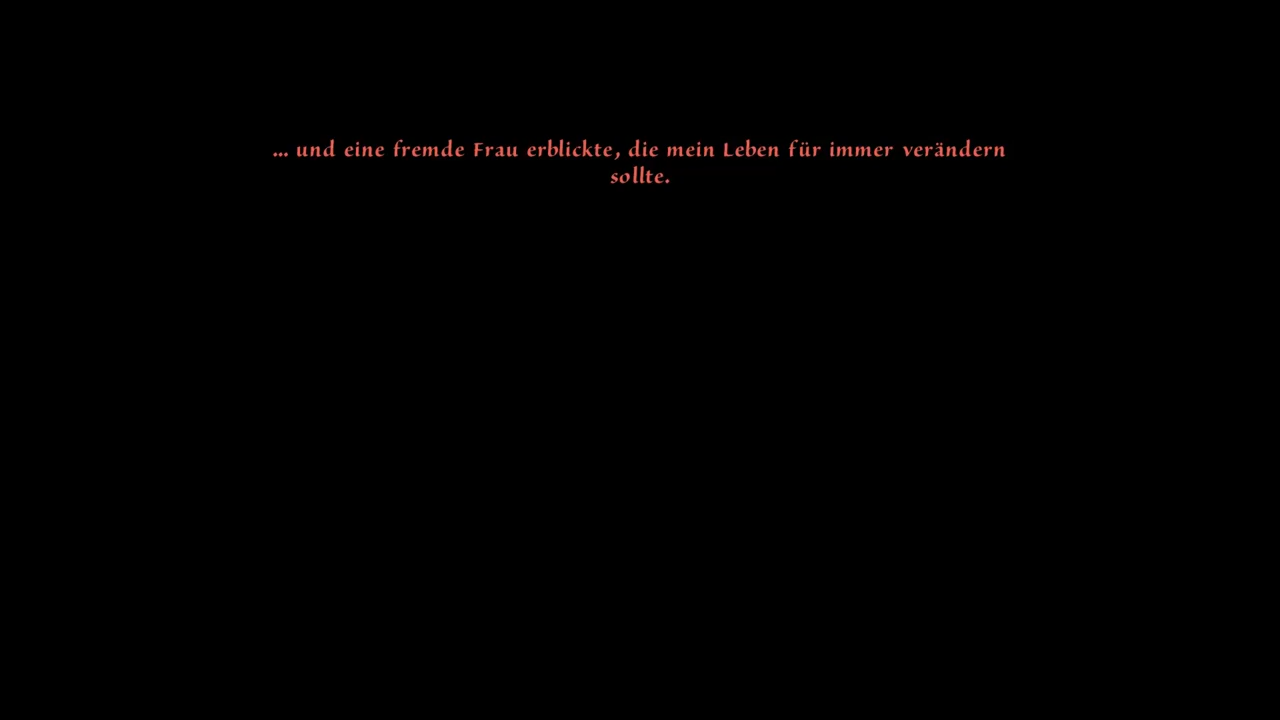 ... und eine fremde Frau erblickte, die mein Leben für immer verändern
sollte.